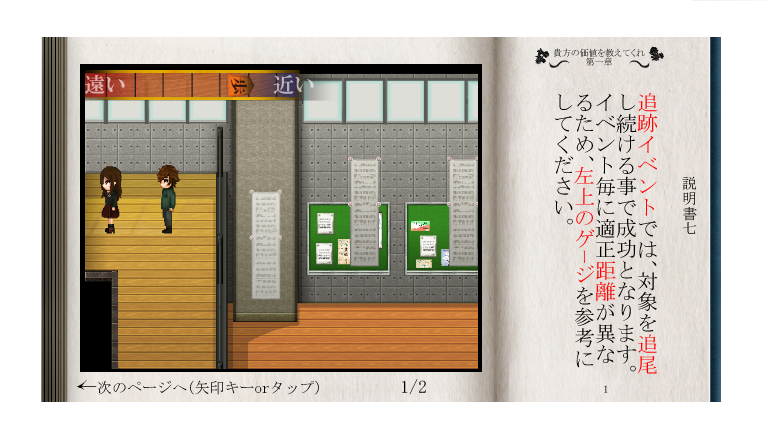 貴方の価値を教えてくれ
第一章
説明書七
追跡イベントでは、対象を追尾
し続ける事で成功となります。
イベント毎に適正距離が異な
るため、左上のゲージを参考に
してください。
1
遠い
歩
近い
←次のページへ(矢印キーorタップ)
1/2